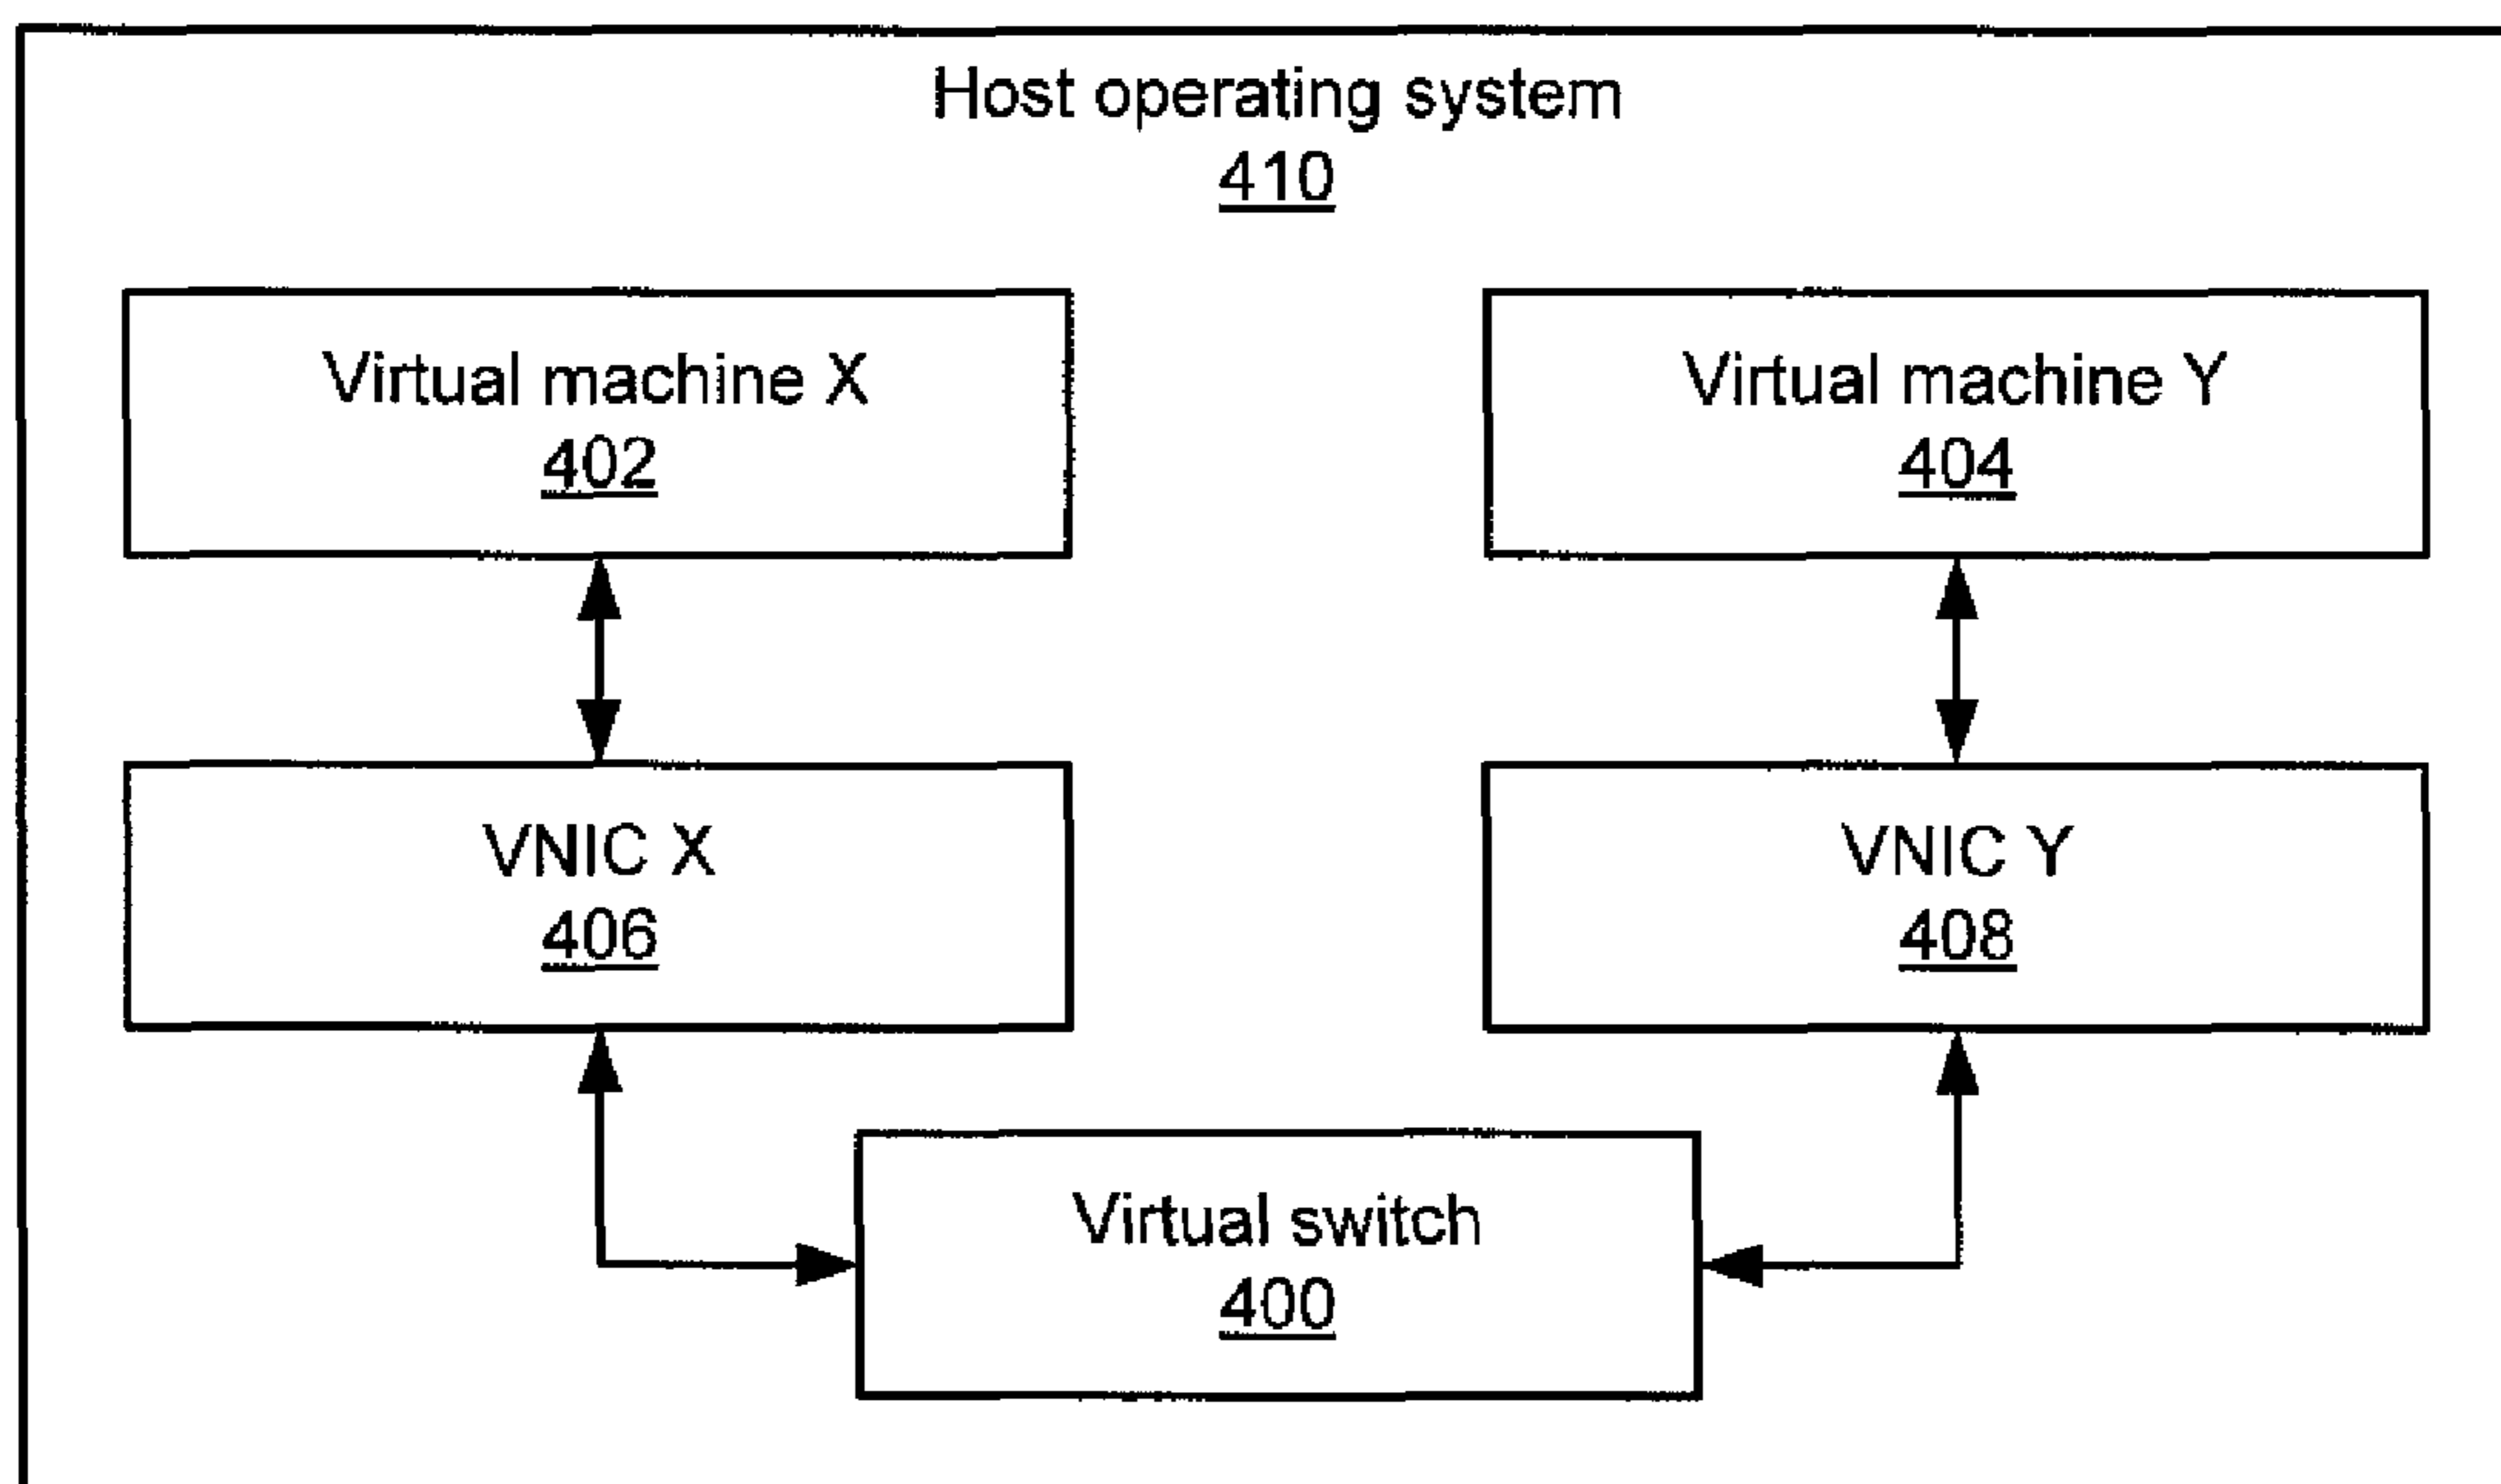 Host operating system
410
Virtual machine X
402
Virtual machine Y
404
VNIC X
406
VNIC Y
408
Virtual switch
400